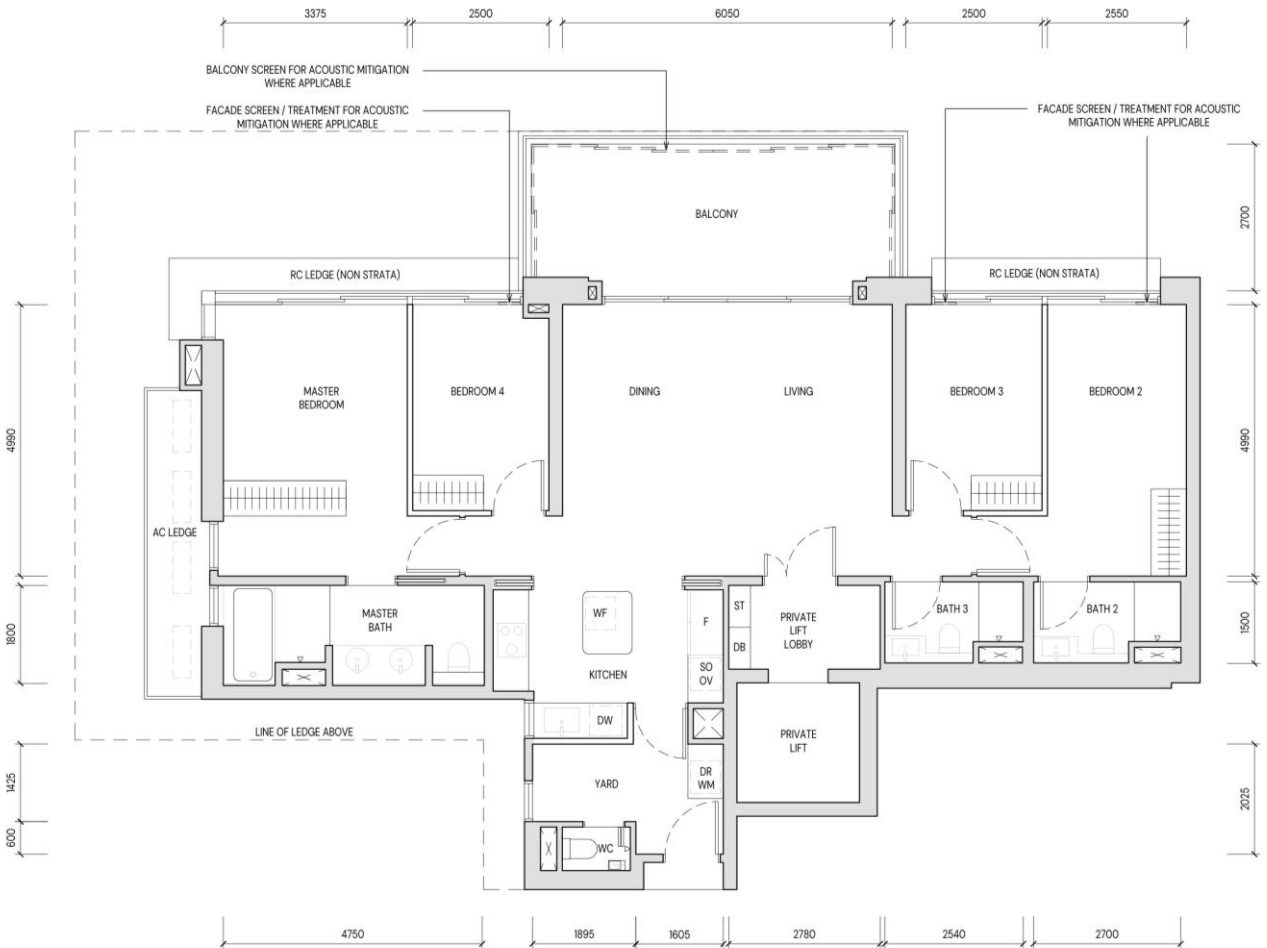 3375
2500
6050
2500
2550
BALCONY SCREEN FOR ACOUSTIC MITIGATION
WHERE APPLICABLE
FACADE SCREEN / TREATMENT FOR ACOUSTIC
MITIGATION WHERE APPLICABLE
FACADE SCREEN / TREATMENT FOR ACOUSTIC
MITIGATION WHERE APPLICABLE
BALCONY
2700
RC LEDGE (NON STRATA)
RC LEDGE (NON STRATA)
MASTER
BEDROOM
BEDROOM 4
DINING
LIVING
BEDROOM 3
BEDROOM 2
4990
4990
AC LEDGE
1800
MASTER
BATH
WF
KITCHEN
F
SO
OV
ST
DB
PRIVATE
LIFT
LOBBY
BATH 3
BATH 2
1500
DW
LINE OF LEDGE ABOVE
PRIVATE
LIFT
1425
YARD
DR
WM
2025
600
WC
4750
1895
1605
2780
2540
2700